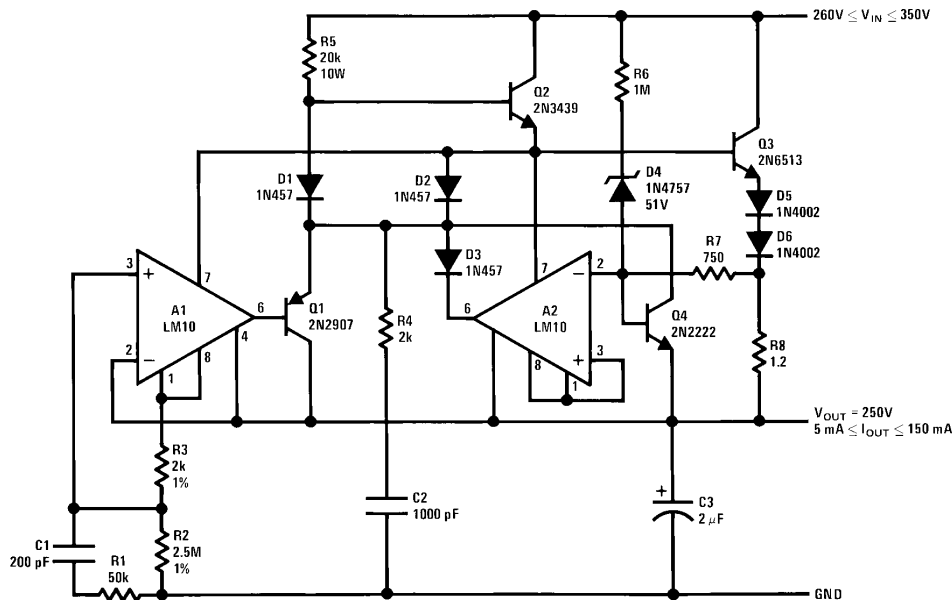 260V ≤ VIN ≤ 350V
R5
20k
10W
Q2
2N3439
R6
1M
Q3
2N6513
D1
1N457
D2
1N457
D4
1N4757
51V
D5
1N4002
D6
1N4002
R7
750
D3
1N457
3
+
7
A1
LM10
6
4
2
−
8
1
Q1
2N2907
R4
2k
7
−
2
6
A2
LM10
+
3
8
1
Q4
2N2222
R8
1.2
VOUT = 250V
5 mA ≤ IOUT ≤ 150 mA
R3
2k
1%
C2
1000 pF
+
C3
2 μF
C1
200 pF
R1
50k
R2
2.5M
1%
GND